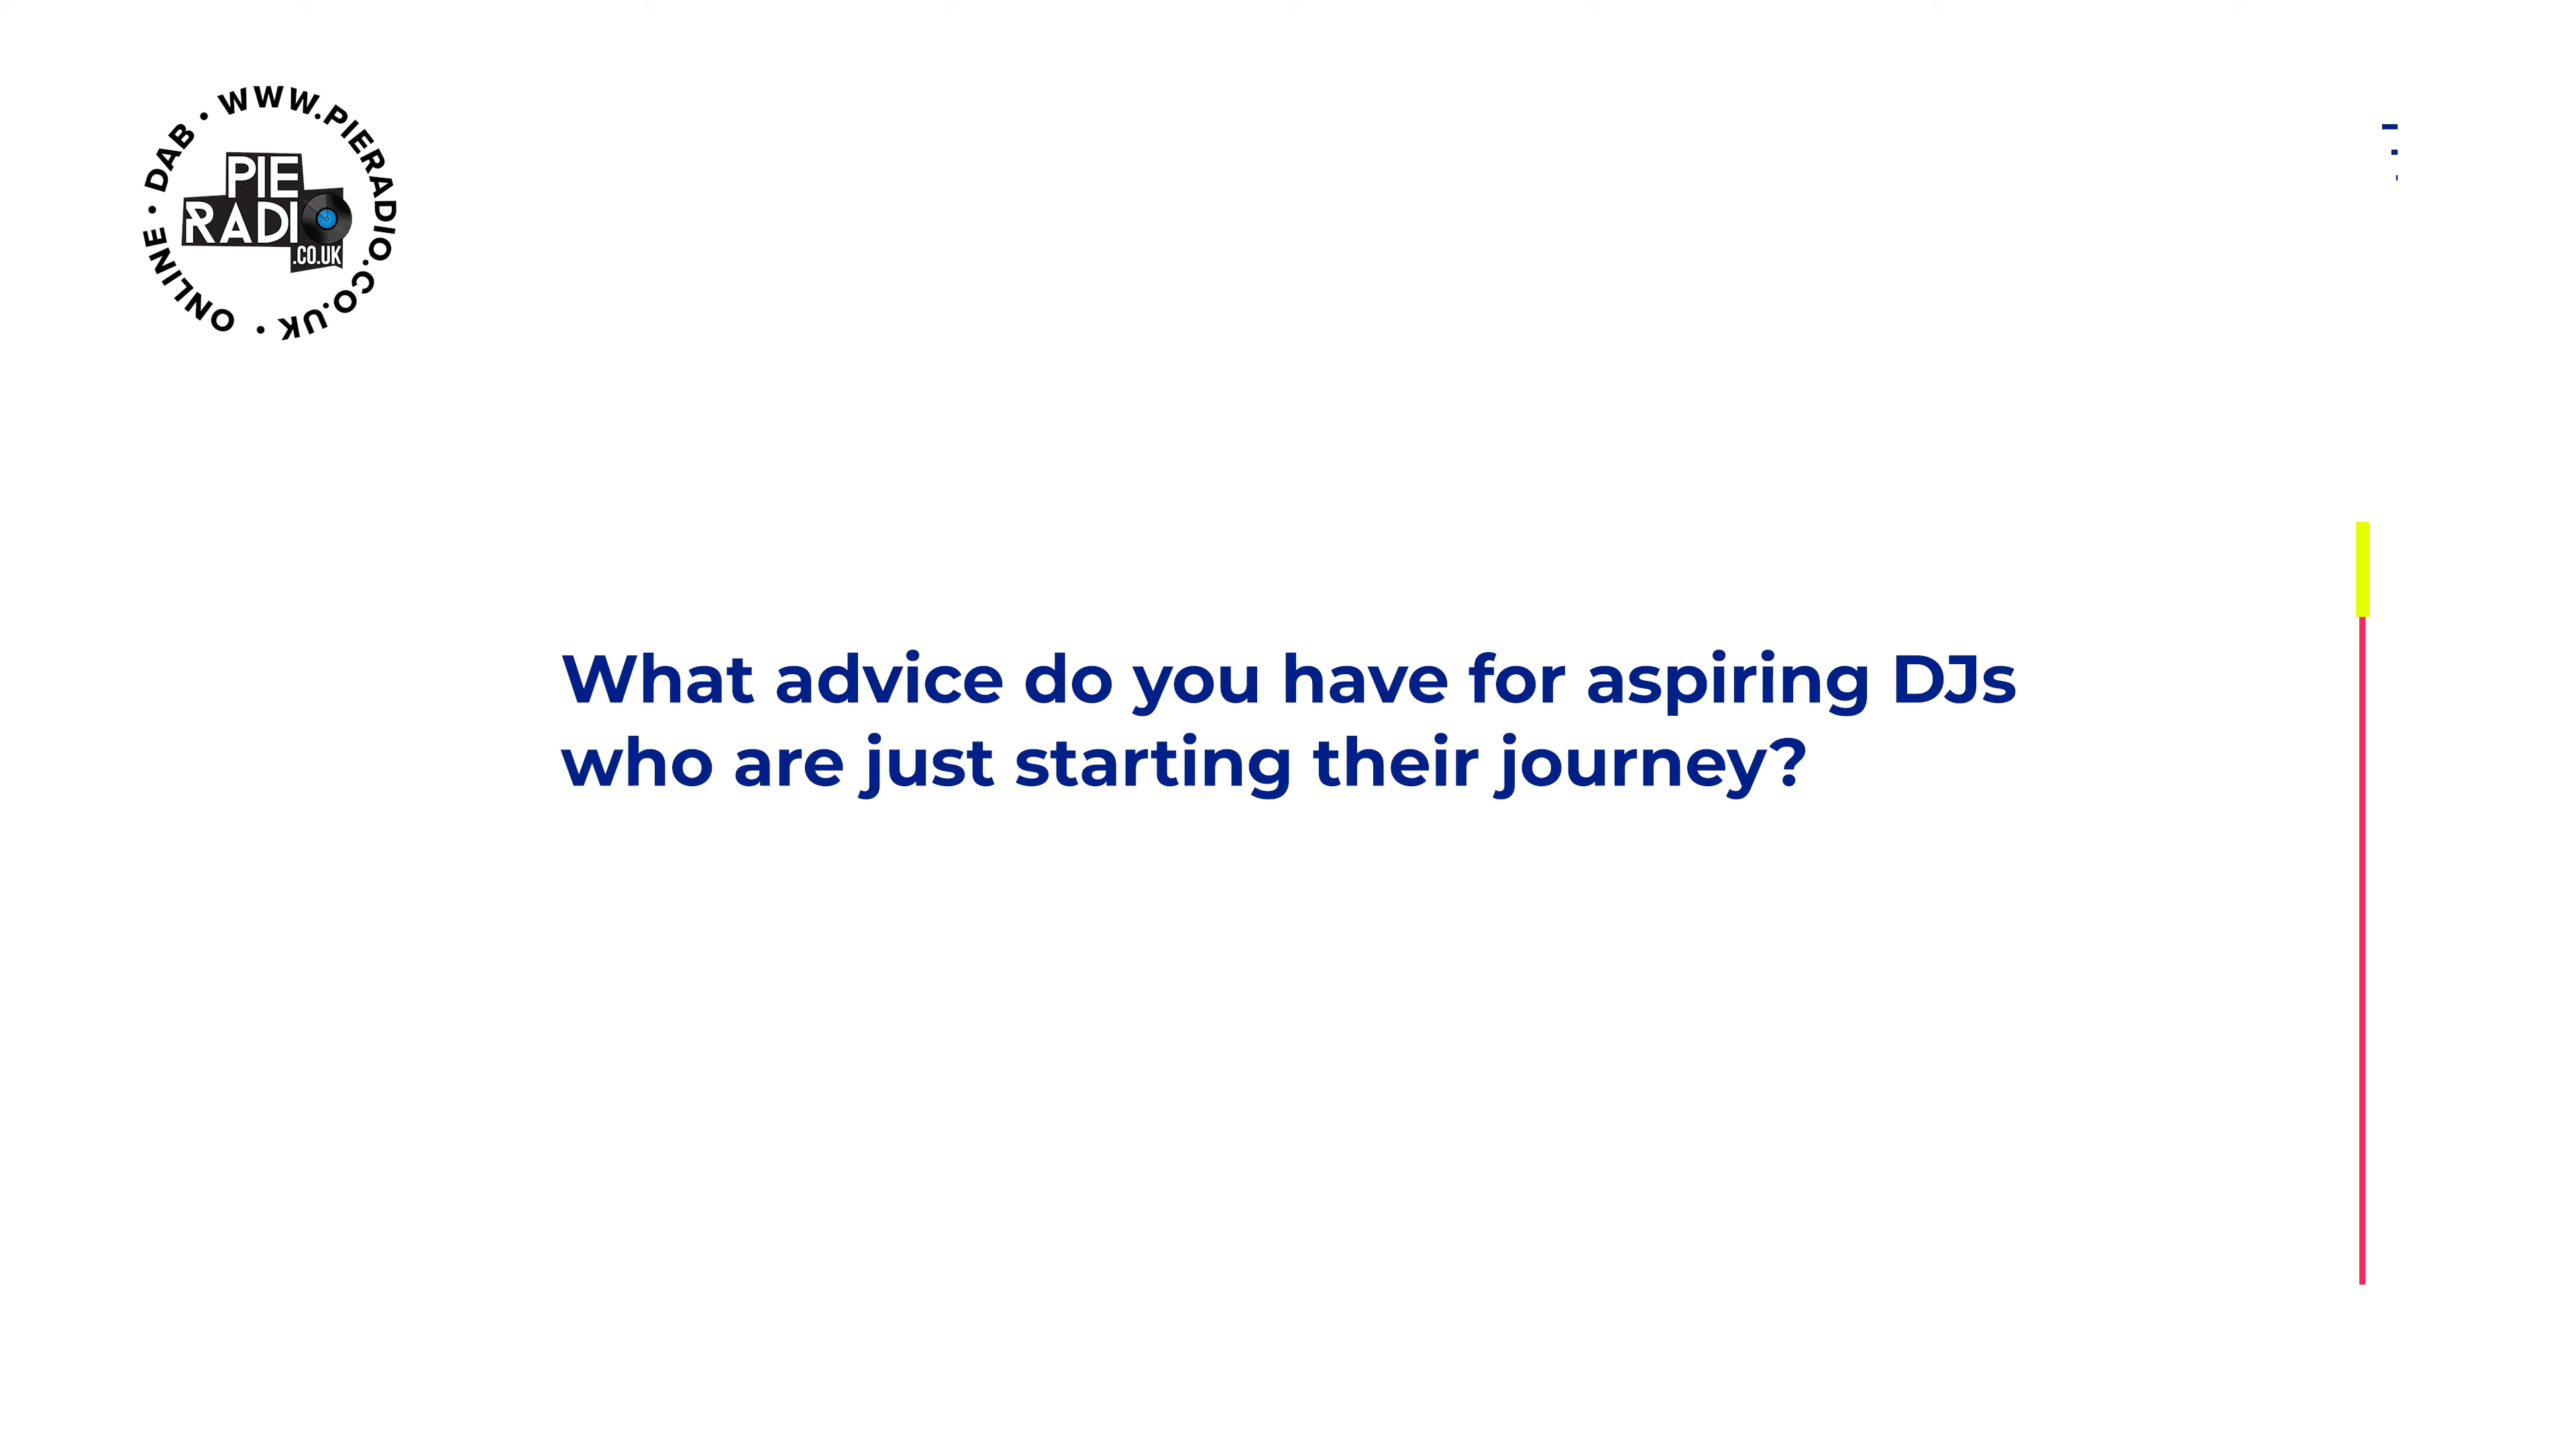 DAB • WWW.PIERADIO.CO.UK • ONLINE •
PIE
RADIO
.CO.UK
What advice do you have for aspiring DJs
who are just starting their journey?